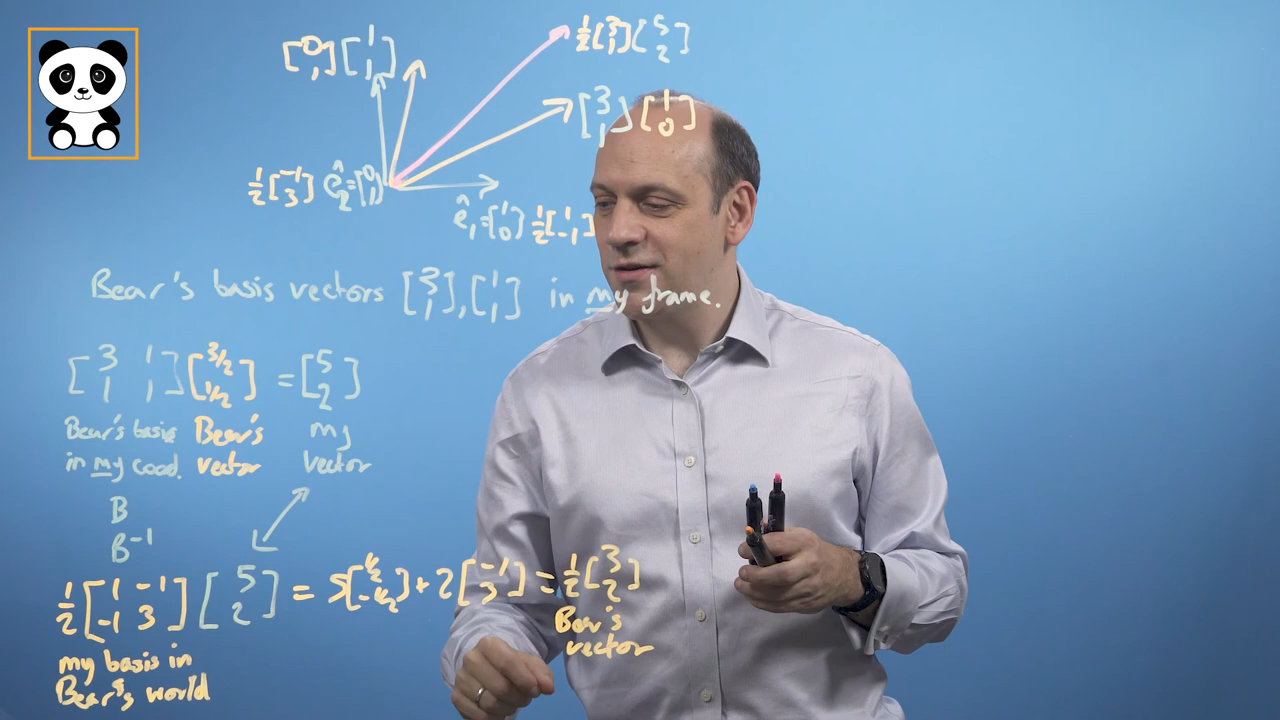 [0 1] [1 1]
½[3 1] [5 2]
[3 1] [1 0]
½[-1 3] ê₂=[0 1]
ê₁=[1 0] ½[1 -1]
Bear's basis vectors [3 1],[1 1] in my frame.
[3 1 1 1] [3/2 1/2] = [5 2]
Bear's basis Bear's my
in my coord. vector vector
B
B⁻¹
½[1 -1 -1 3] [5 2] = 5[½ -½] + 2[-1 3] = ½[3 2]
my basis in Bear's
Bear's world vector